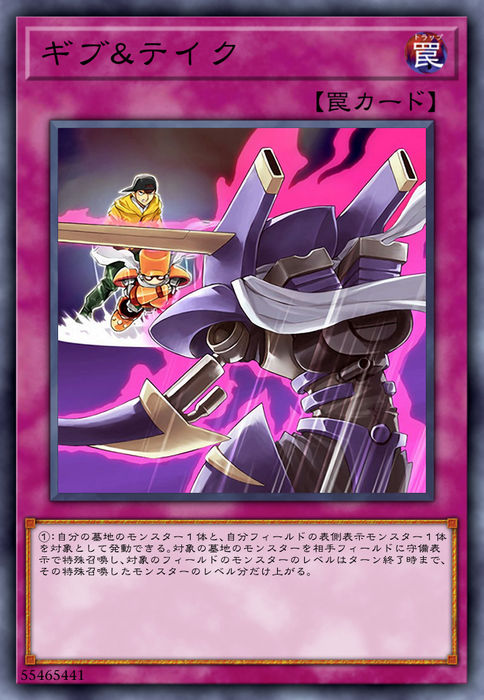 ギブ&テイク
トラップ
罠
【罠カード】
①:自分の墓地のモンスター1体と、自分フィールドの表側表示モンスター1体
を対象として発動できる。対象の墓地のモンスターを相手フィールドに守備表
示で特殊召喚し、対象のフィールドのモンスターのレベルはターン終了時まで、
その特殊召喚したモンスターのレベル分だけ上がる。
55465441